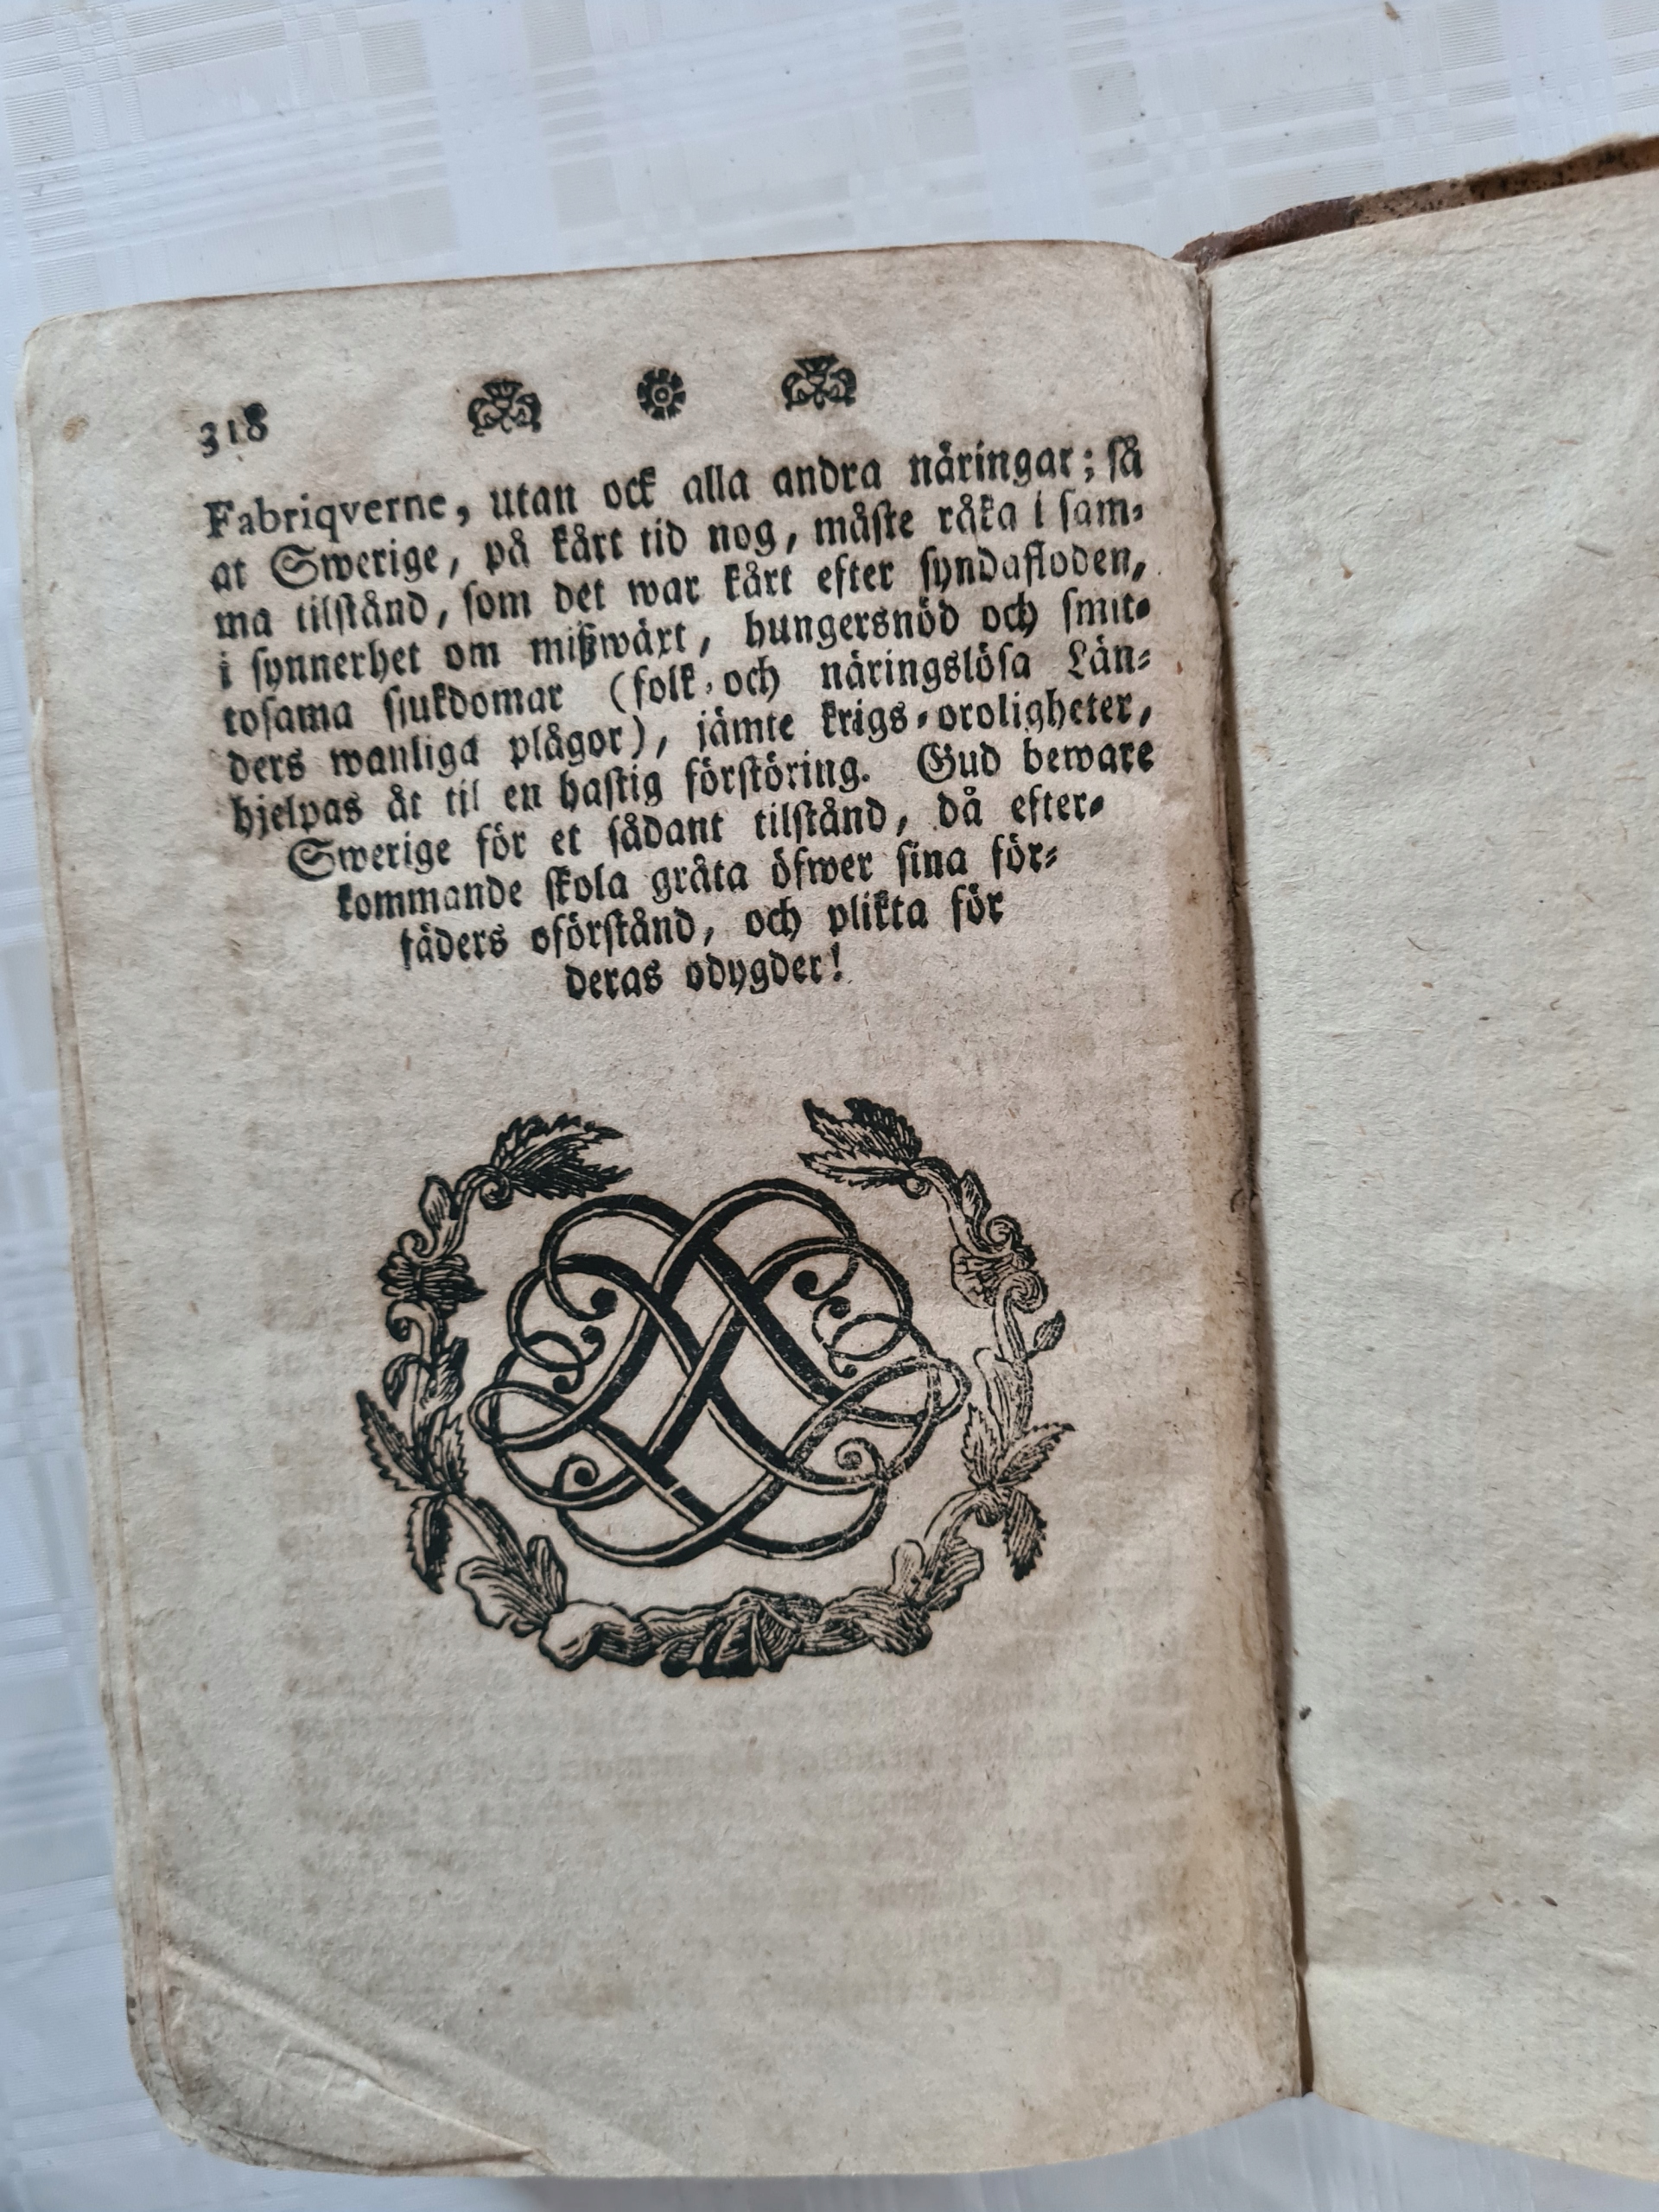 318
Fabriqverne, utan ock alla andra näringar; så
at Swerige, på kårt tid nog, måste råka i sam-
ma tilstånd, som det war kårt efter syndafloden,
i synnerhet om mißwäxt, hungersnöd och smit-
tosama sjukdomar (folk- och näringslösa Län-
ders wanliga plågor), jämte krigs-oroligheter,
hjelpas åt til en hastig förstöring. Gud beware
Swerige för et sådant tilstånd, då efter-
kommande skola gråta öfwer sina för-
fäders oförstånd, och plikta för
deras odygder!